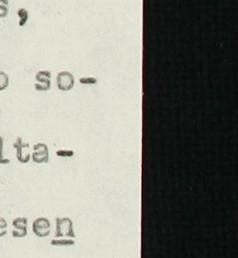 s,
o so-
lta-
esen